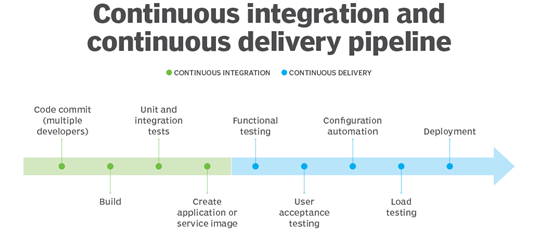 Continuous integration and
continuous delivery pipeline
CONTINUOUS INTEGRATION
CONTINUOUS DELIVERY
Code commit
(multiple
developers)
Unit and
integration
tests
Functional
testing
Configuration
automation
Deployment
Build
Create
application or
service image
User
acceptance
testing
Load
testing